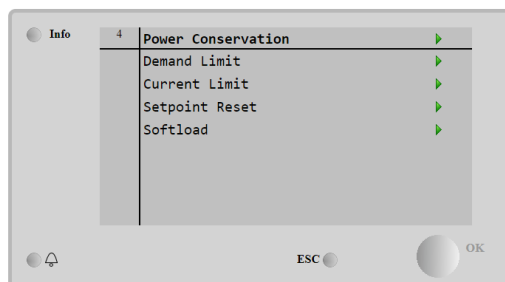 Info
4 Power Conservation
Demand Limit
Current Limit
Setpoint Reset
Softload
ESC
OK